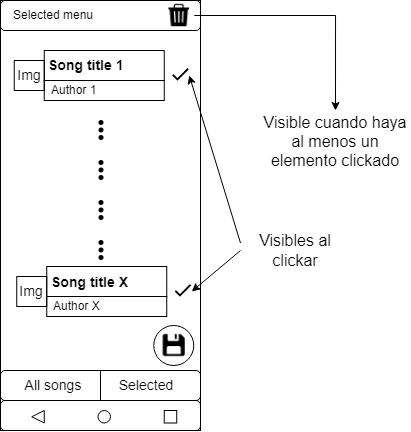 Selected menu
Img
Song title 1
Author 1
Visible cuando haya
al menos un
elemento clickado
Visibles al
clickar
Img
Song title X
Author X
All songs
Selected